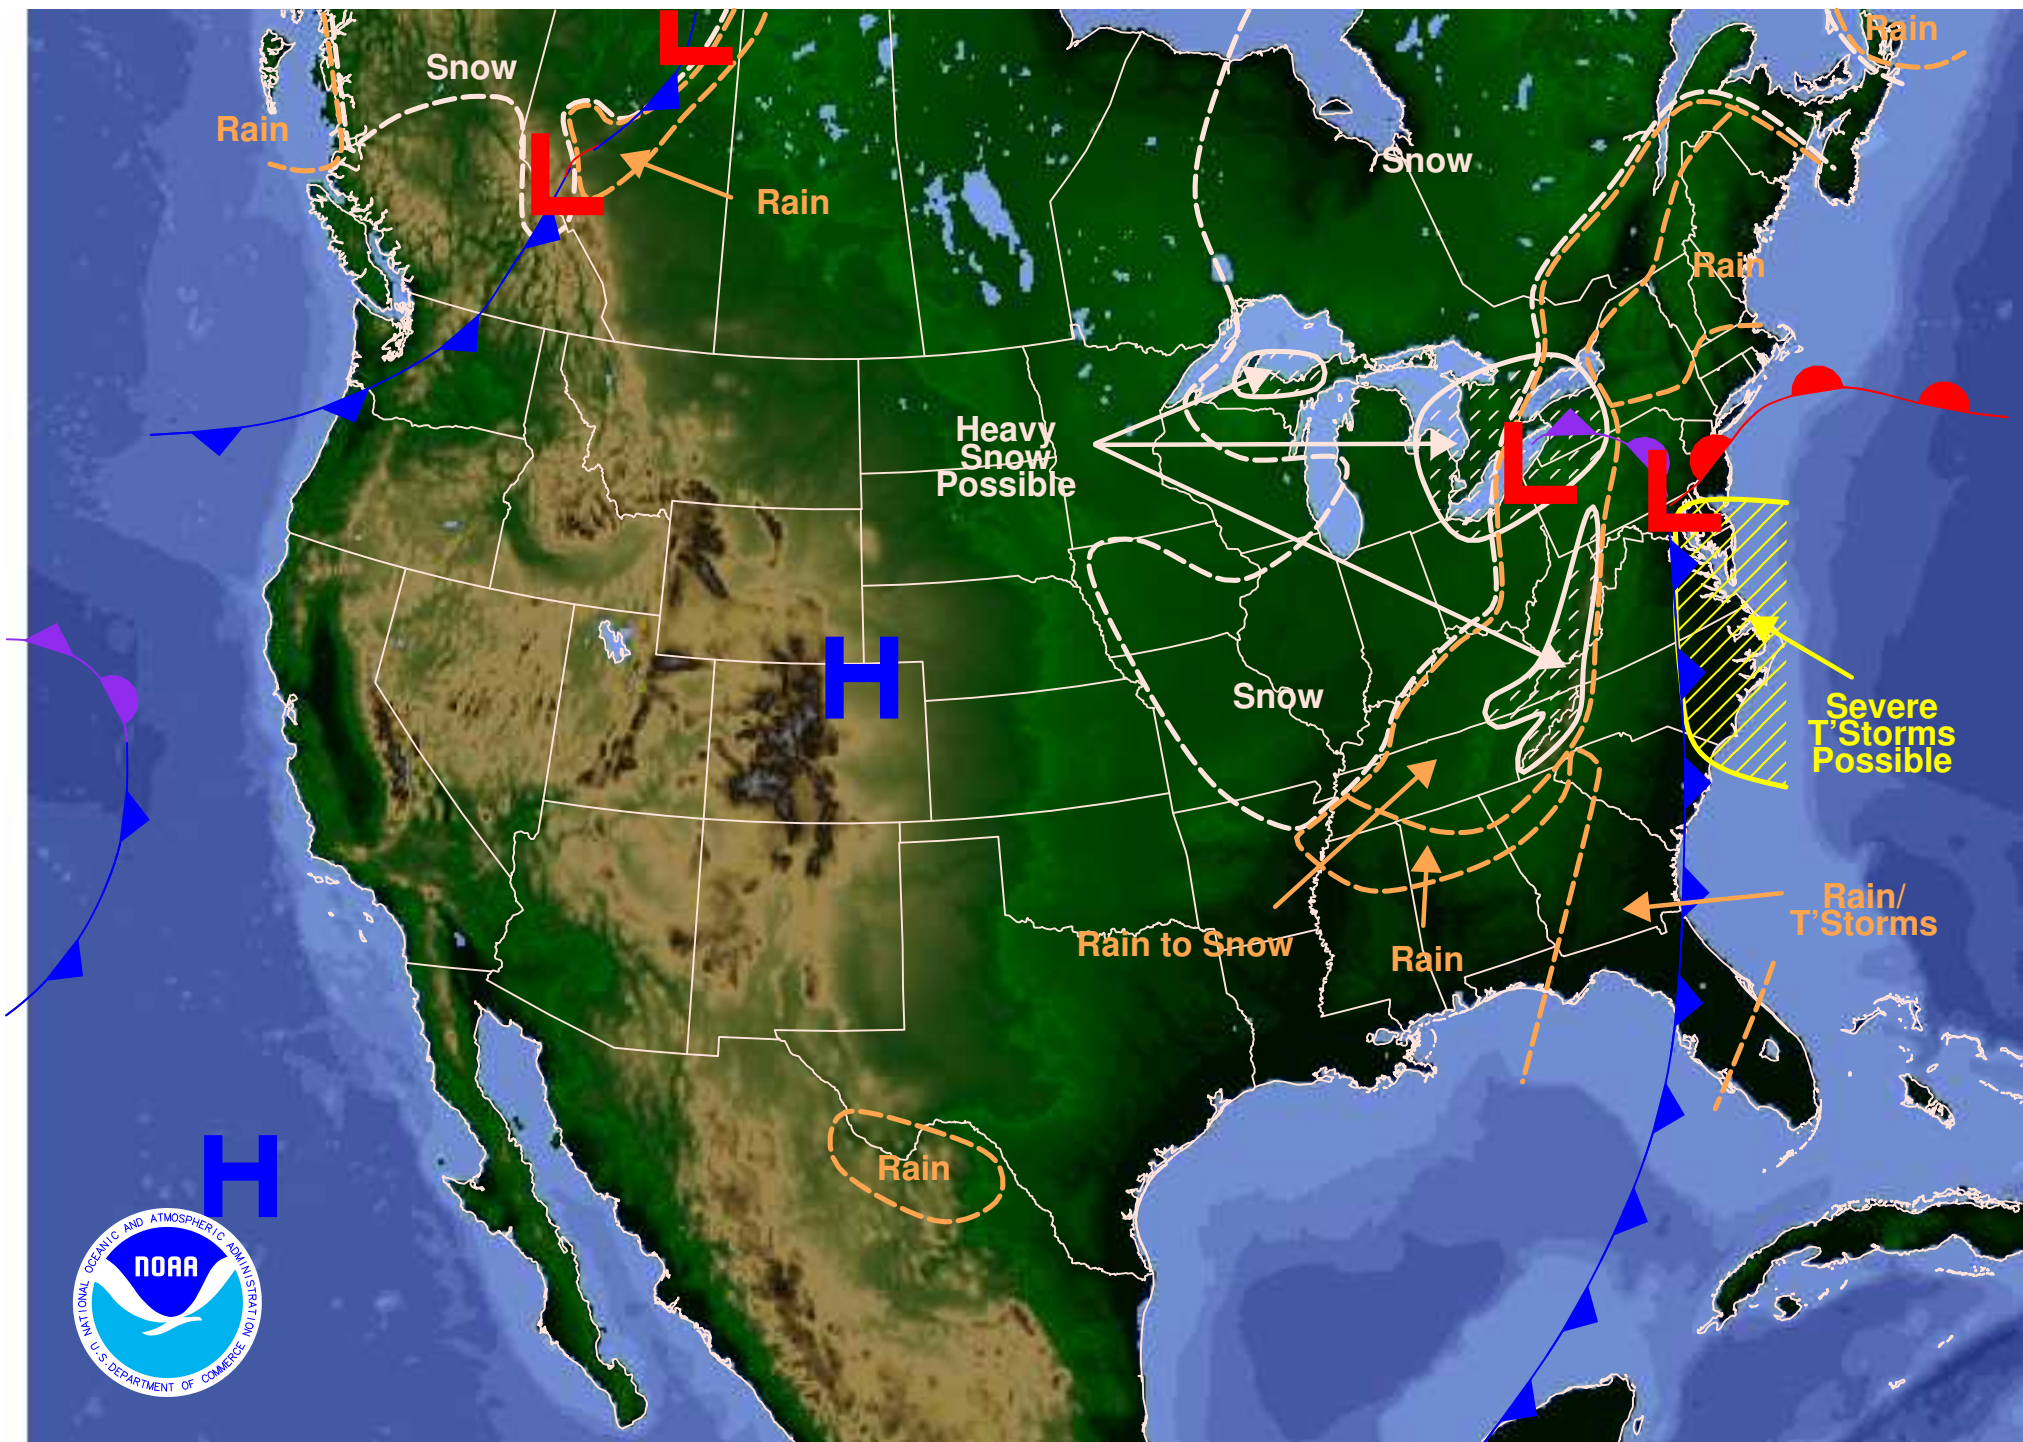 L
Rain
Snow
Rain
Snow
L
Rain
Rain
Heavy
Snow
Possible
L
L
H
Snow
Severe
T'Storms
Possible
Rain/
T'Storms
Rain to Snow
Rain
Rain
H
NATIONAL OCEANIC AND ATMOSPHERIC ADMINISTRATION
NOAA
U.S. DEPARTMENT OF COMMERCE